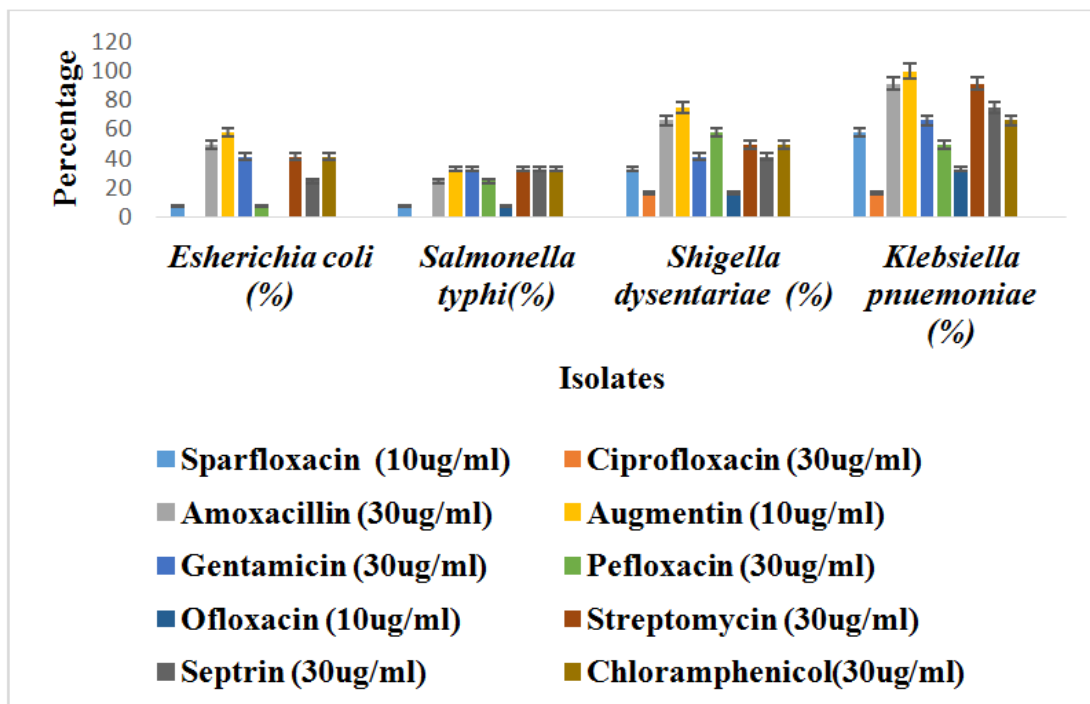 Percentage
120
100
80
60
40
20
0
Esherichia coli
(%)
Salmonella
typhi(%)
Shigella
dysentariae (%)
Klebsiella
pnuemoniae
(%)
Isolates
Sparfloxacin (10ug/ml)
Ciprofloxacin (30ug/ml)
Amoxacillin (30ug/ml)
Augmentin (10ug/ml)
Gentamicin (30ug/ml)
Pefloxacin (30ug/ml)
Ofloxacin (10ug/ml)
Streptomycin (30ug/ml)
Septrin (30ug/ml)
Chloramphenicol(30ug/ml)